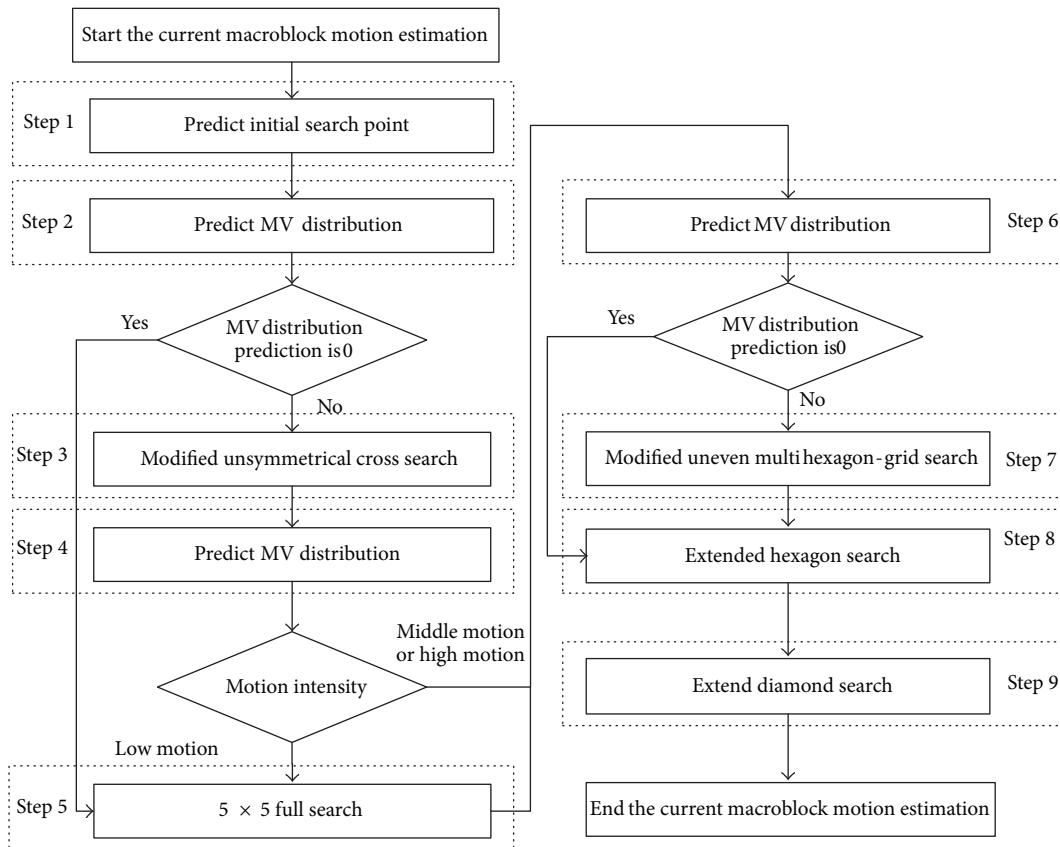 Start the current macroblock motion estimation
Step 1
Predict initial search point
Step 2
Predict MV distribution
Yes
MV distribution
prediction is 0
No
Step 3
Modified unsymmetrical cross search
Step 4
Predict MV distribution
Middle motion
or high motion
Motion intensity
Low motion
Step 5
5 × 5 full search
Predict MV distribution
Step 6
Yes
MV distribution
prediction is 0
No
Modified uneven multi hexagon-grid search
Step 7
Extended hexagon search
Step 8
Extend diamond search
Step 9
End the current macroblock motion estimation